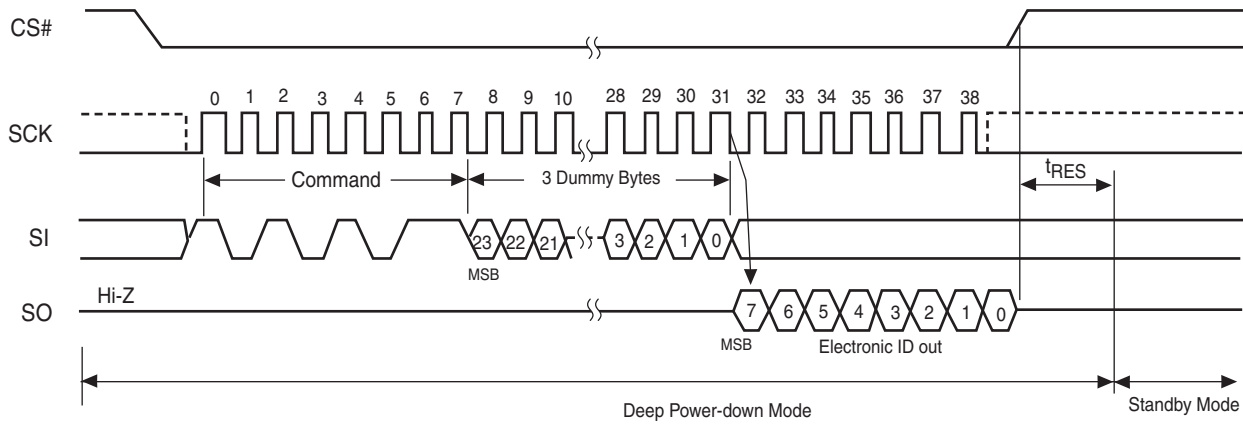 CS#
0 1 2 3 4 5 6 7 8 9 10 28 29 30 31 32 33 34 35 36 37 38
SCK
Command
3 Dummy Bytes
tRES
SI
23 22 21 3 2 1 0
MSB
Hi-Z
SO
7 6 5 4 3 2 1 0
MSB
Electronic ID out
Deep Power-down Mode
Standby Mode